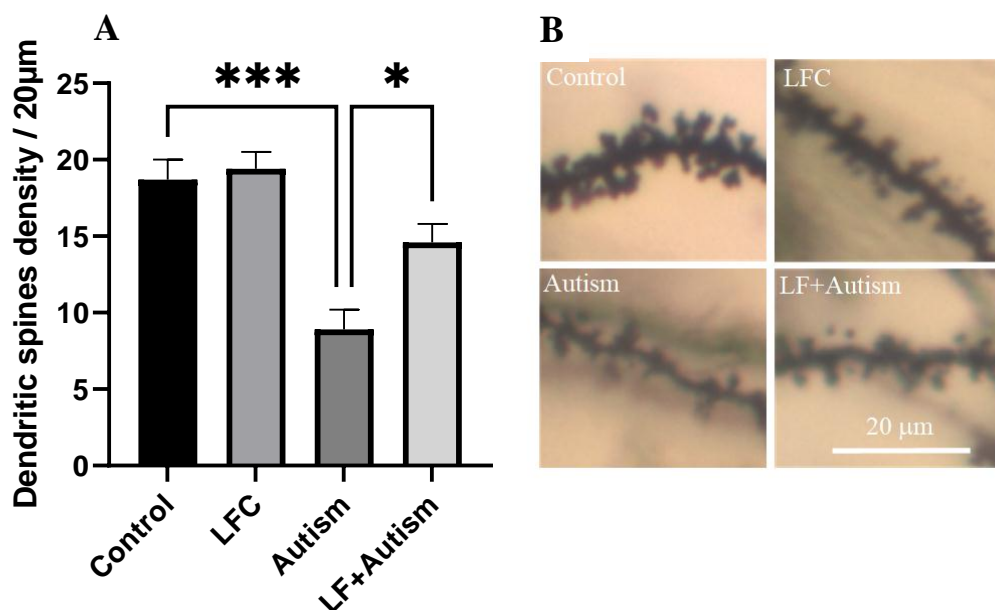 A
Dendritic spines density / 20µm
25
20
15
10
5
0
*** *
Control
LFC
Autism
LF+Autism
B
Control
LFC
Autism
LF+Autism
20 µm